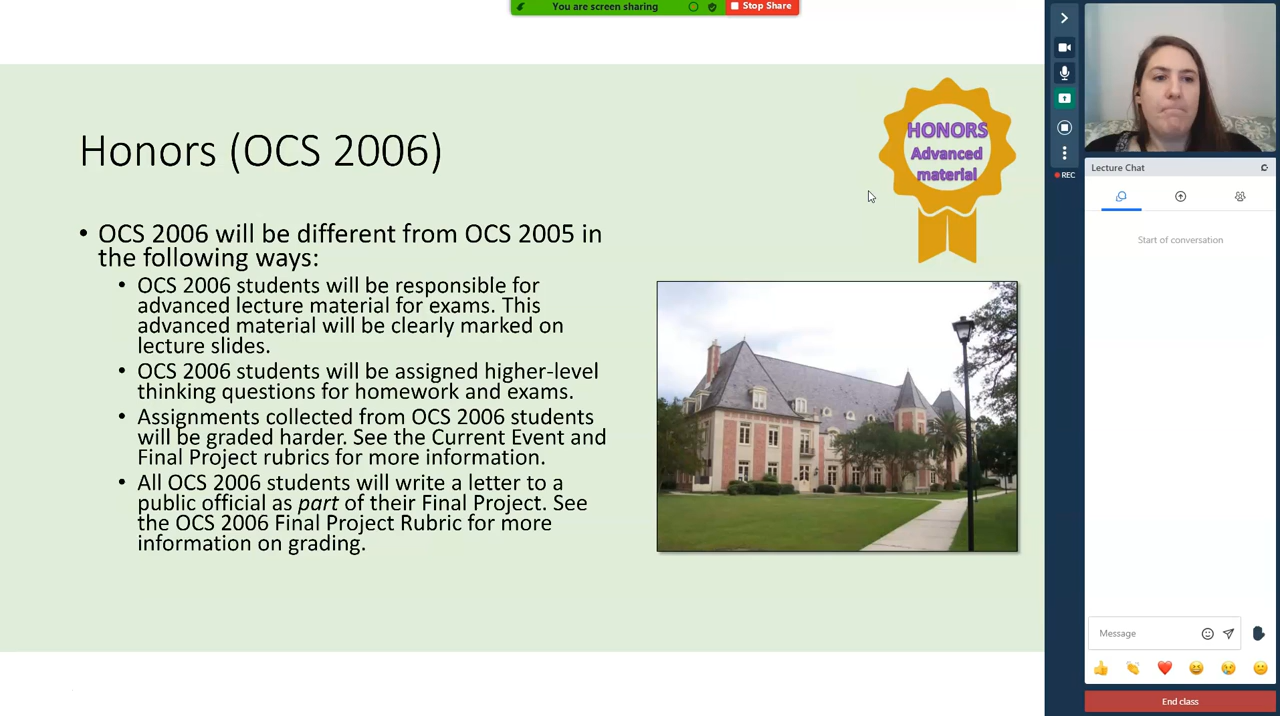 You are screen sharing
Stop Share
Honors (OCS 2006)
HONORS
Advanced
material
• OCS 2006 will be different from OCS 2005 in
the following ways:
• OCS 2006 students will be responsible for
advanced lecture material for exams. This
advanced material will be clearly marked on
lecture slides.
• OCS 2006 students will be assigned higher-level
thinking questions for homework and exams.
• Assignments collected from OCS 2006 students
will be graded harder. See the Current Event and
Final Project rubrics for more information.
• All OCS 2006 students will write a letter to a
public official as part of their Final Project. See
the OCS 2006 Final Project Rubric for more
information on grading.
REC
Lecture Chat
Start of conversation
Message
End class